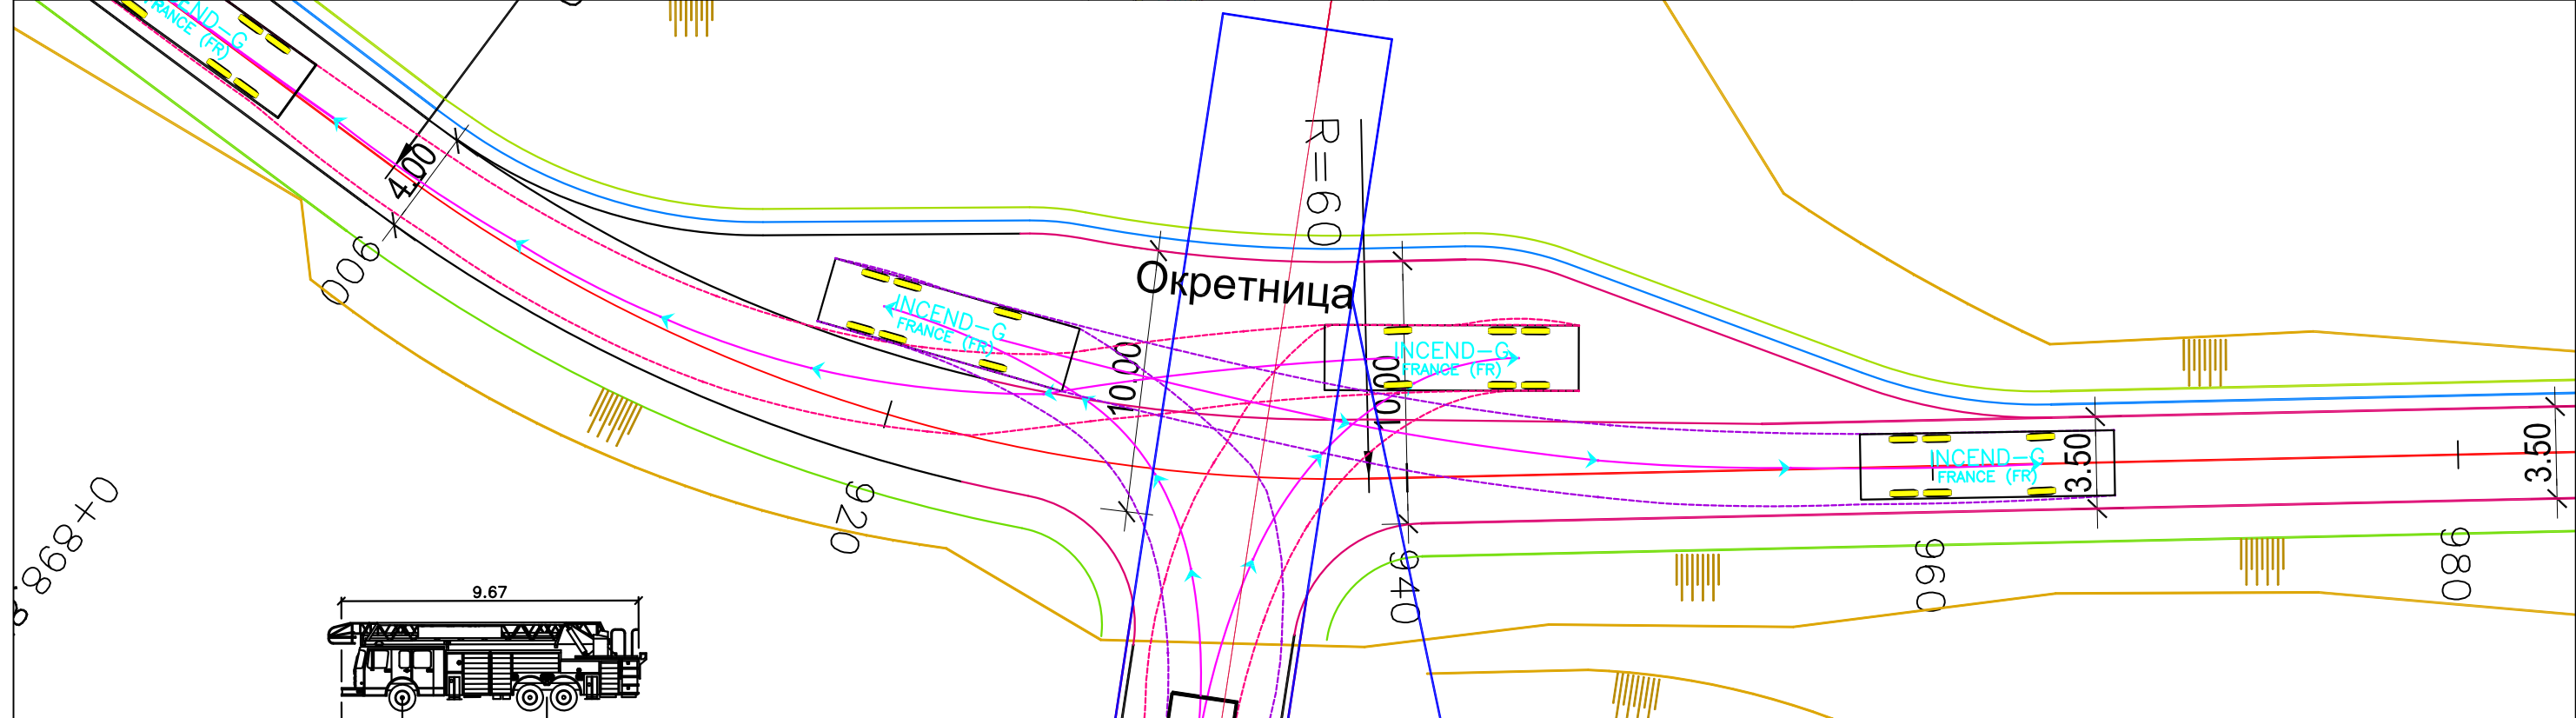 INCEND-G
FRANCE (FR)
4.00
900
R=60
Окретница
INCEND-G
FRANCE (FR)
10.00
INCEND-G
FRANCE (FR)
10.00
INCEND-G
FRANCE (FR)
3.50
3.50
0+898
920
940
960
980
9.67